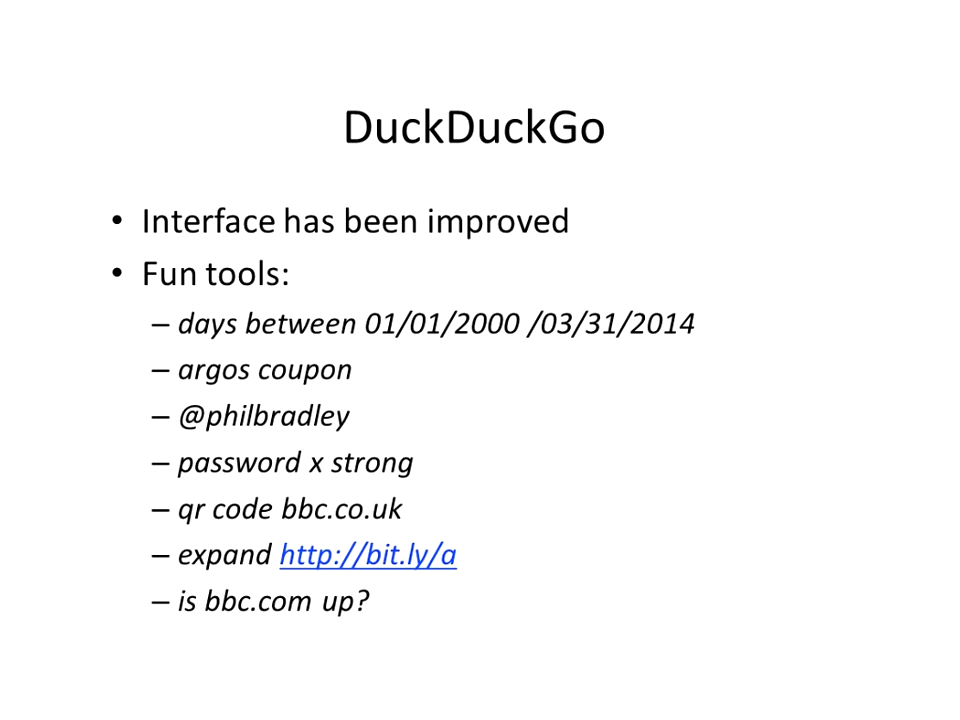 DuckDuckGo
• Interface has been improved
• Fun tools:
– days between 01/01/2000 /03/31/2014
– argos coupon
– @philbradley
– password x strong
– qr code bbc.co.uk
– expand http://bit.ly/a
– is bbc.com up?